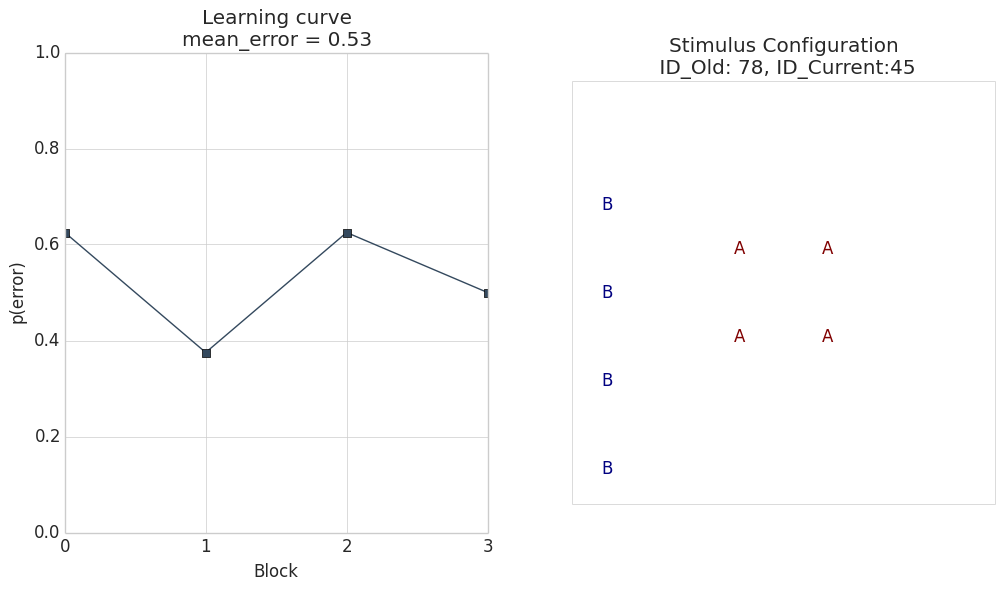 Learning curve
mean_error = 0.53
1.0
0.8
0.6
0.4
0.2
0.0
0 1 2 3
p(error)
Block
Stimulus Configuration
ID_Old: 78, ID_Current:45
B
A A
B
A A
B
B